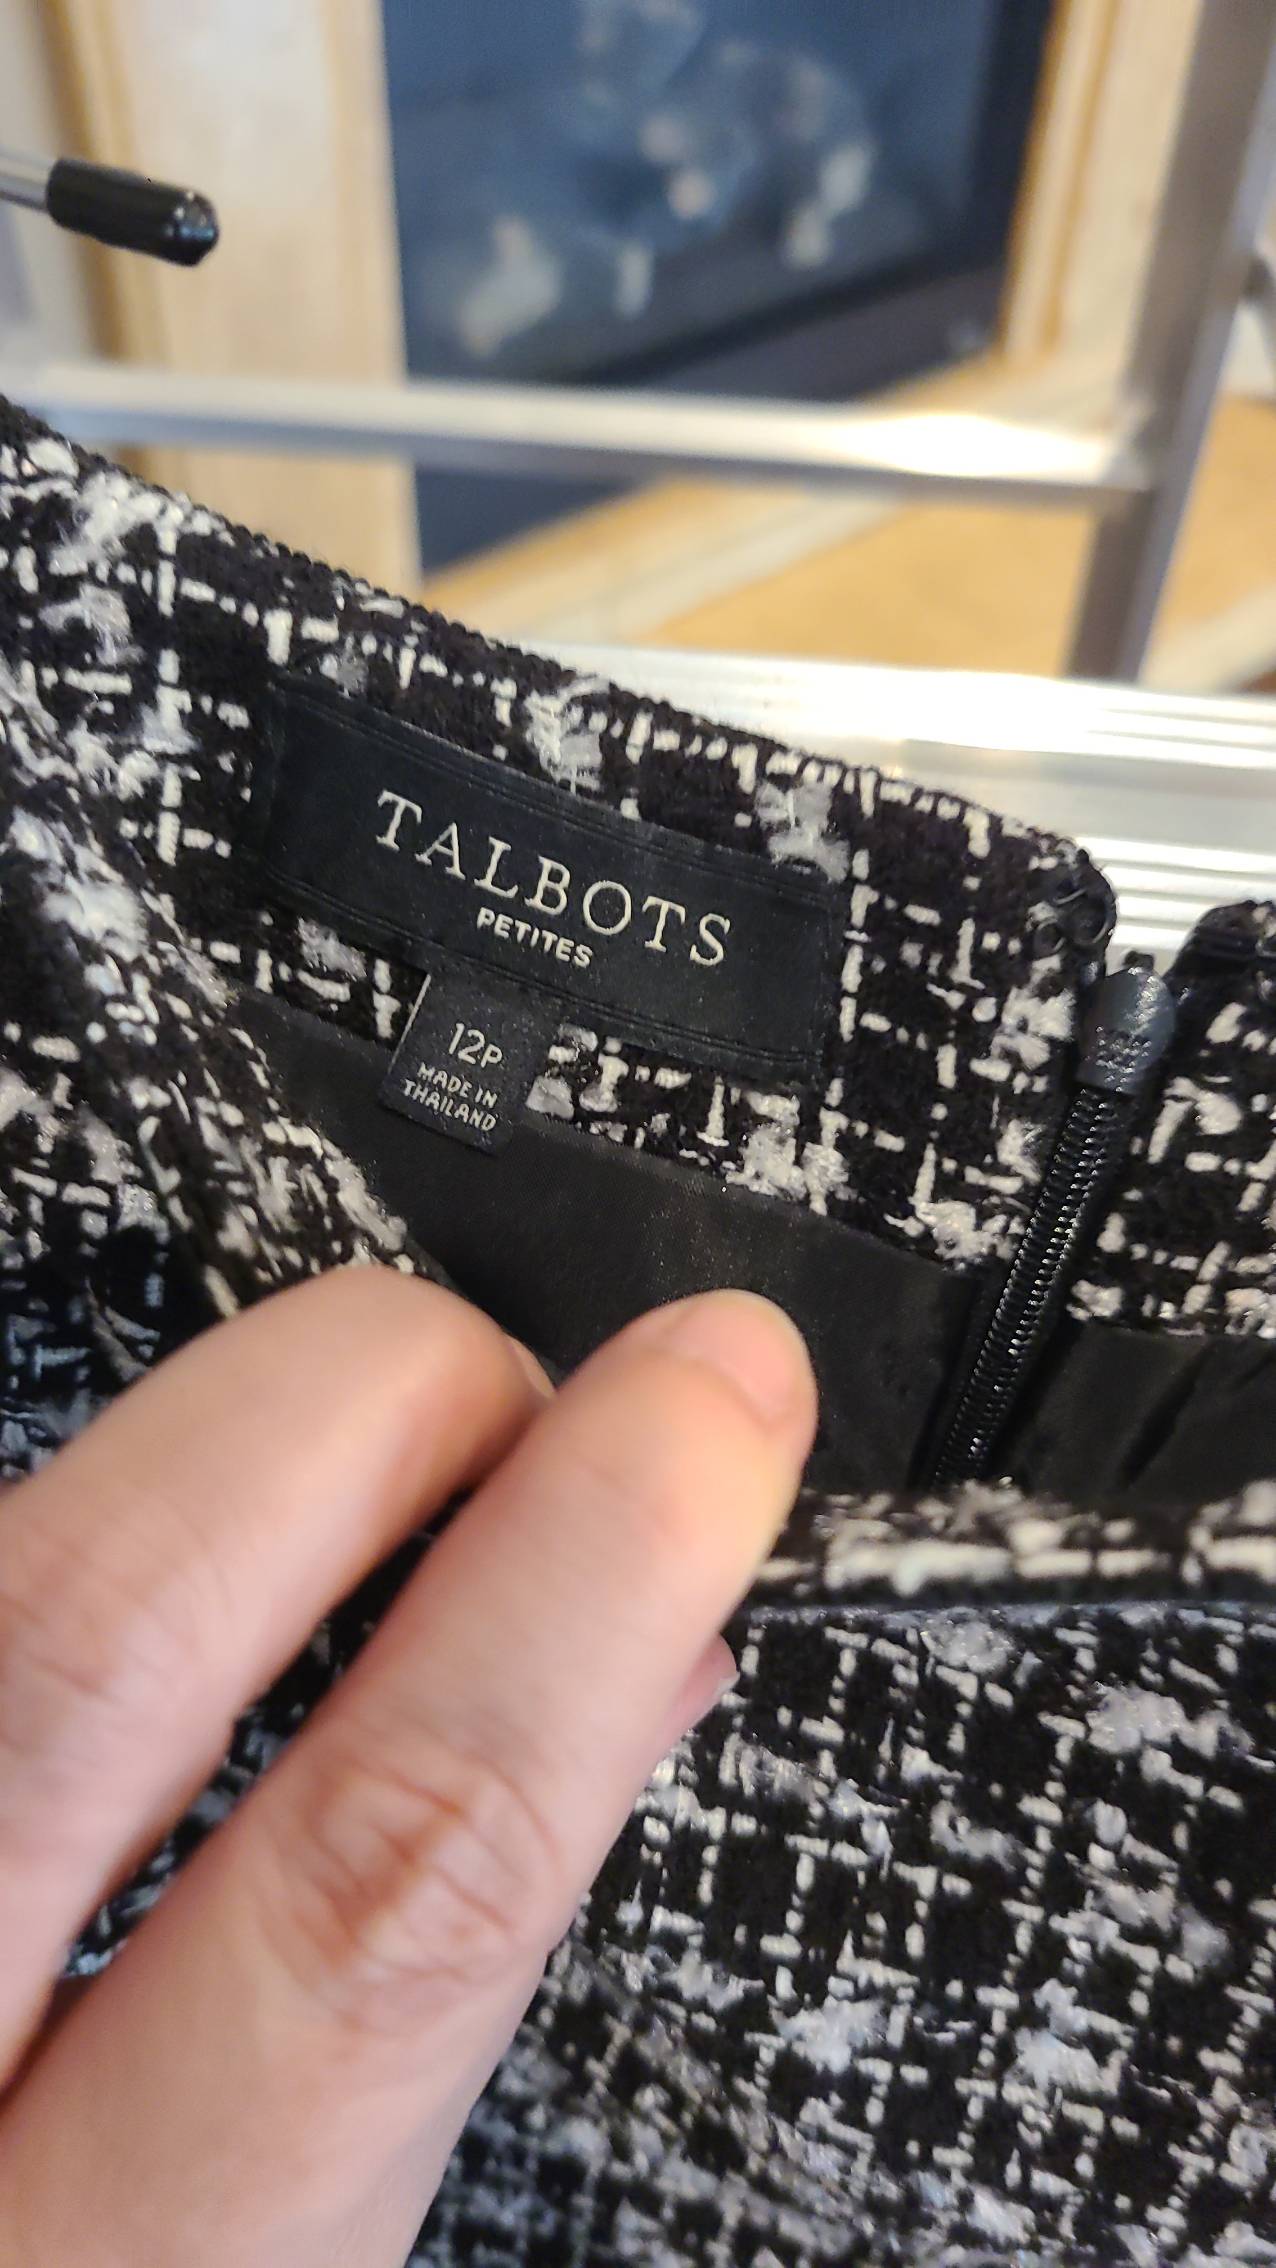 TALBOTS
PETITES
12P
MADE IN
THAILAND